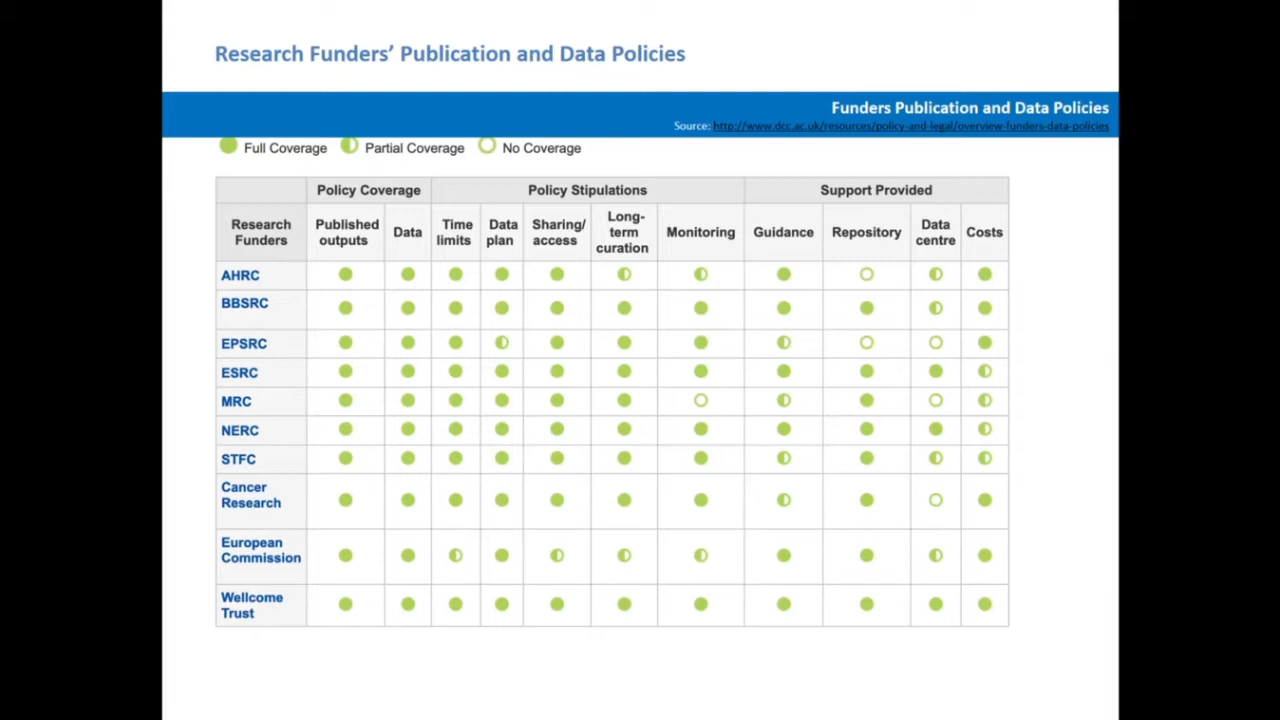 Research Funders’ Publication and Data Policies
Funders Publication and Data Policies
Source: http://www.dcc.ac.uk/resources/policy-and-legal/overview-funders-data-policies
Full Coverage Partial Coverage No Coverage
Policy Coverage Policy Stipulations Support Provided
Research Funders Published outputs Data Time limits Data plan Sharing/ access Long- term curation Monitoring Guidance Repository Data centre Costs
AHRC
BBSRC
EPSRC
ESRC
MRC
NERC
STFC
Cancer
Research
European
Commission
Wellcome
Trust